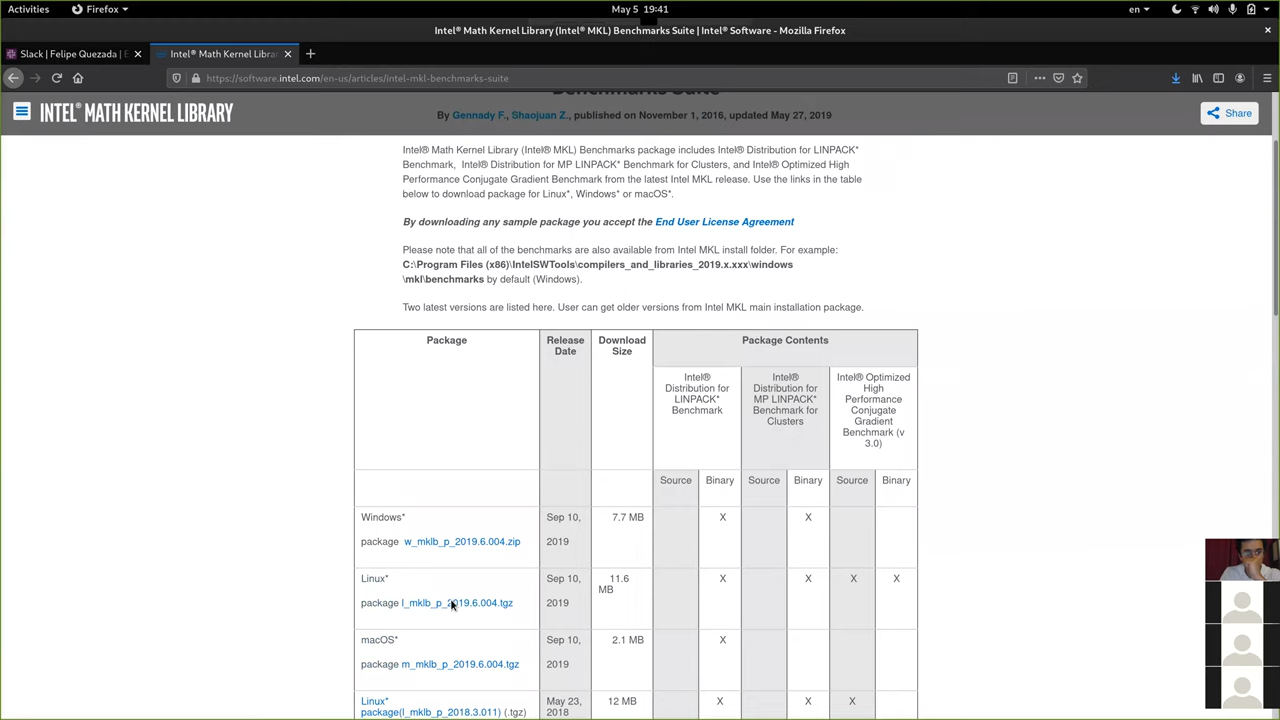 Activities
Firefox
May 5 19:41
en
Intel® Math Kernel Library (Intel® MKL) Benchmarks Suite | Intel® Software - Mozilla Firefox
Slack | Felipe Quezada |
Intel® Math Kernel Librar
https://software.intel.com/en-us/articles/intel-mkl-benchmarks-suite
Benchmarks Suite
INTEL® MATH KERNEL LIBRARY
Share
By Gennady F., Shaojuan Z., published on November 1, 2016, updated May 27, 2019
Intel® Math Kernel Library (Intel® MKL) Benchmarks package includes Intel® Distribution for LINPACK*
Benchmark, Intel® Distribution for MP LINPACK* Benchmark for Clusters, and Intel® Optimized High
Performance Conjugate Gradient Benchmark from the latest Intel MKL release. Use the links in the table
below to download package for Linux*, Windows* or macOS*.
By downloading any sample package you accept the End User License Agreement
Please note that all of the benchmarks are also available from Intel MKL install folder. For example:
C:\Program Files (x86)\IntelSWTools\compilers_and_libraries_2019.x.xxx\windows
\mkl\benchmarks by default (Windows).
Two latest versions are listed here. User can get older versions from Intel MKL main installation package.
Package
Release
Date
Download
Size
Package Contents
Intel®
Distribution for
LINPACK*
Benchmark
Intel®
Distribution for
MP LINPACK*
Benchmark for
Clusters
Intel® Optimized
High
Performance
Conjugate
Gradient
Benchmark (v
3.0)
Source
Binary
Source
Binary
Source
Binary
Windows*
package w_mklb_p_2019.6.004.zip
Sep 10,
2019
7.7 MB
X
X
Linux*
package l_mklb_p_2019.6.004.tgz
Sep 10,
2019
11.6
MB
X
X
X
X
macOS*
package m_mklb_p_2019.6.004.tgz
Sep 10,
2019
2.1 MB
X
Linux*
package(l_mklb_p_2018.3.011) (.tgz)
May 23,
2018
12 MB
X
X
X